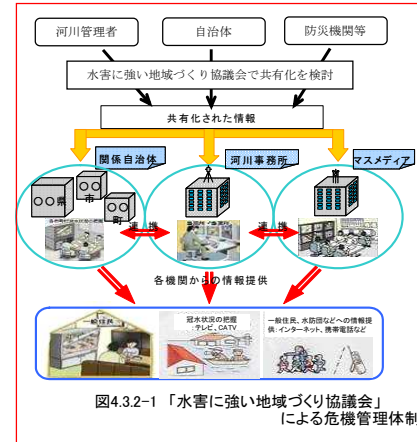 河川管理者
自治体
防災機関等
水害に強い地域づくり協議会で共有化を検討
共有化された情報
関係自治体
河川事務所
マスメディア
○○県
○○市
○○町
連 携
連 携
各機関からの情報提供
一般住民
冠水状況の把握
:テレビ、CATV
一般住民、水防団などへの情報提
供:インターネット、携帯電話など
図4.3.2-1 「水害に強い地域づくり協議会」
による危機管理体制